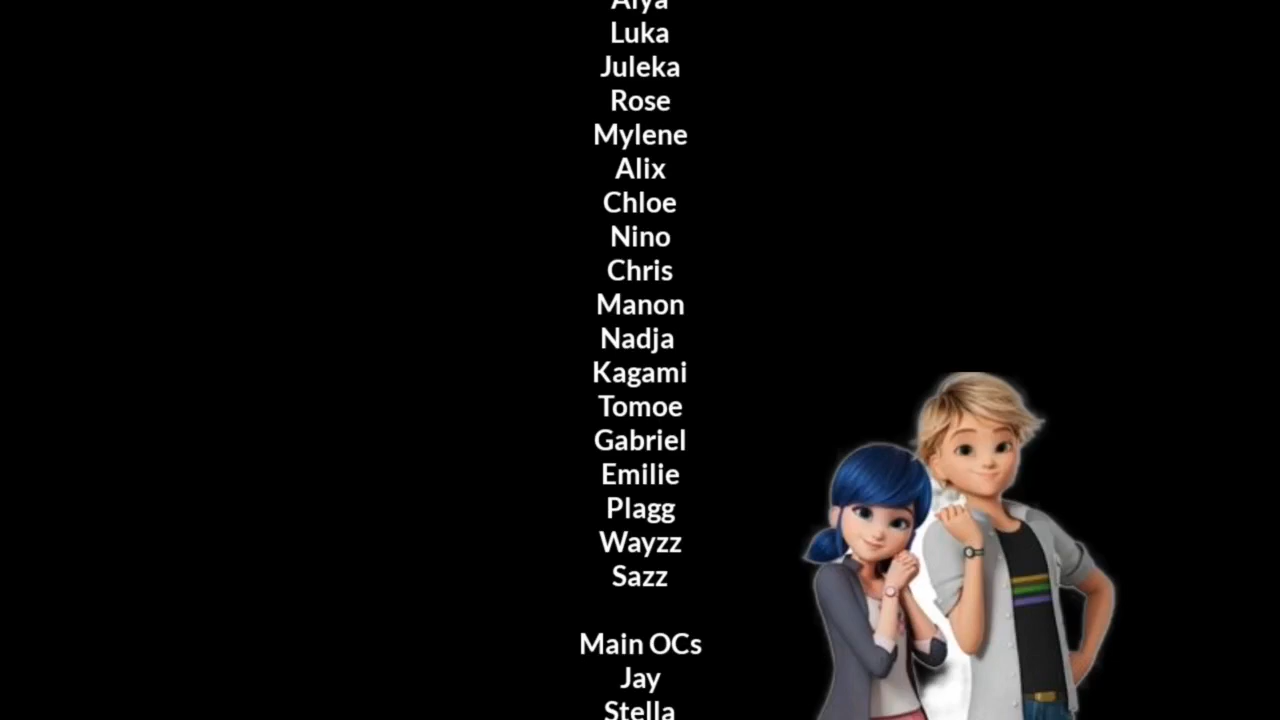 Alya
Luka
Juleka
Rose
Mylene
Alix
Chloe
Nino
Chris
Manon
Nadja
Kagami
Tomoe
Gabriel
Emilie
Plagg
Wayzz
Sazz
Main OCs
Jay
Stella